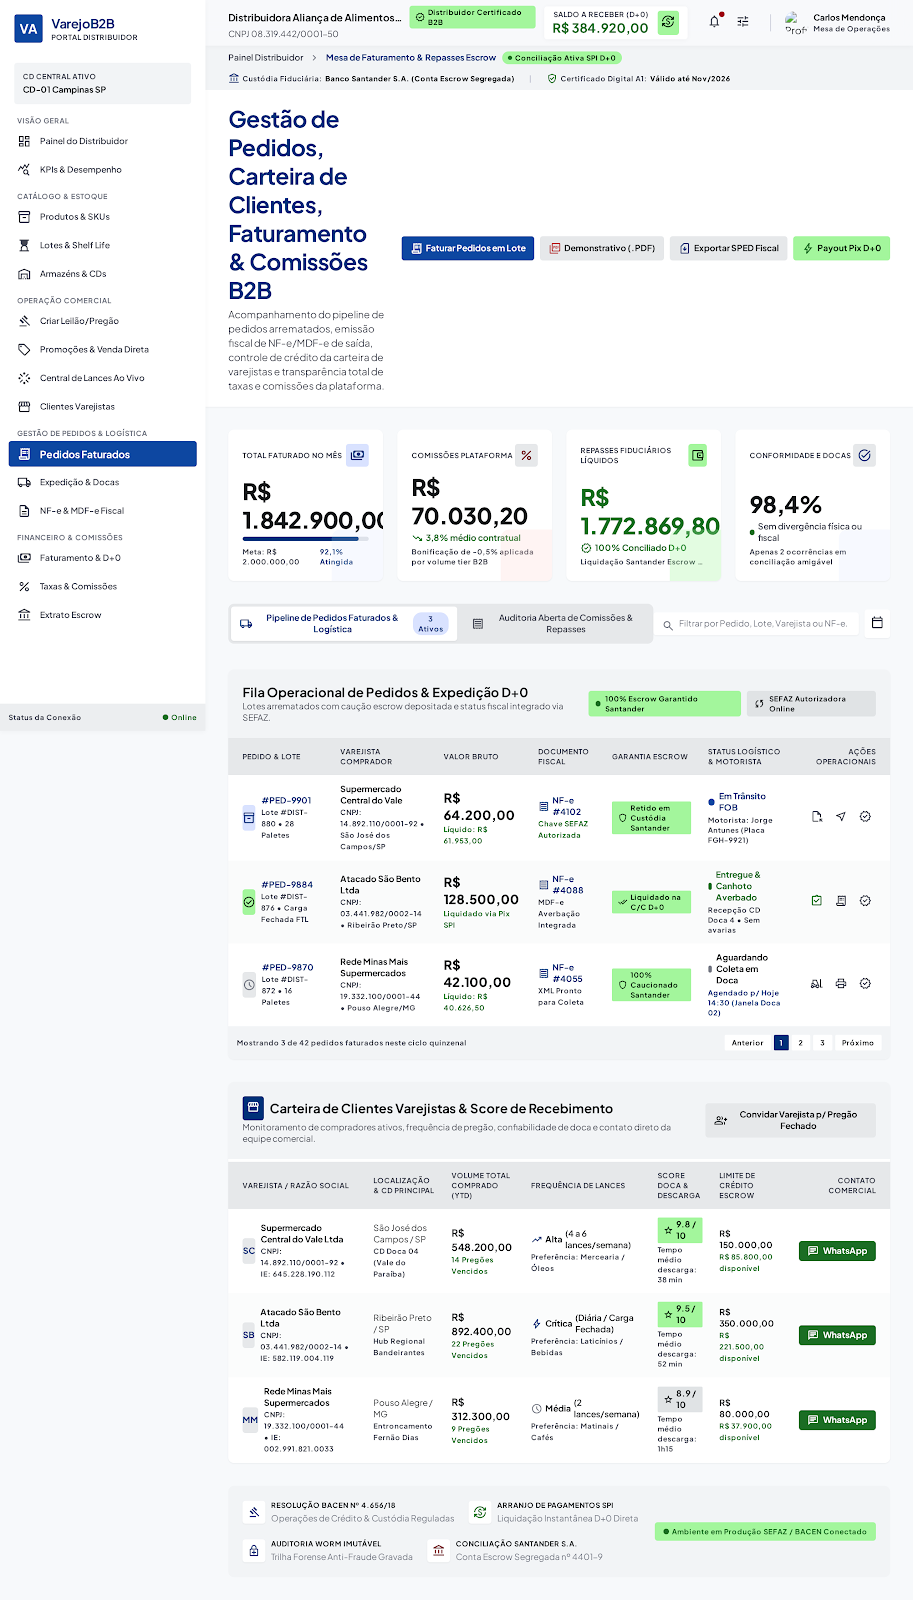 VA
VarejoB2B
PORTAL DISTRIBUIDOR
CD CENTRAL ATIVO
CD-01 Campinas SP
VISÃO GERAL
Painel do Distribuidor
KPIs & Desempenho
CATÁLOGO & ESTOQUE
Produtos & SKUs
Lotes & Shelf Life
Armazéns & CDs
OPERAÇÃO COMERCIAL
Criar Leilão/Pregão
Promoções & Venda Direta
Central de Lances Ao Vivo
Clientes Varejistas
GESTÃO DE PEDIDOS & LOGÍSTICA
Pedidos Faturados
Expedição & Docas
NF-e & MDF-e Fiscal
FINANCEIRO & COMISSÕES
Faturamento & D+0
Taxas & Comissões
Extrato Escrow
Status da Conexão
Online
Distribuidora Aliança de Alimentos...
CNPJ 08.319.442/0001-50
Distribuidor Certificado
B2B
SALDO A RECEBER (D+0)
R$ 384.920,00
Prof
Carlos Mendonça
Mesa de Operações
Painel Distribuidor
Mesa de Faturamento & Repasses Escrow
Conciliação Ativa SPI D+0
Custódia Fiduciária: Banco Santander S.A. (Conta Escrow Segregada)
Certificado Digital A1: Válido até Nov/2026
Gestão de
Pedidos,
Carteira de
Clientes,
Faturamento
& Comissões
B2B
Acompanhamento do pipeline de
pedidos arrematados, emissão
fiscal de NF-e/MDF-e de saída,
controle de crédito da carteira de
varejistas e transparência total de
taxas e comissões da plataforma.
Faturar Pedidos em Lote
Demonstrativo (.PDF)
Exportar SPED Fiscal
Payout Pix D+0
TOTAL FATURADO NO MÊS
R$
1.842.900,00
Meta: R$
2.000.000,00
92,1%
Atingida
COMISSÕES PLATAFORMA
R$
70.030,20
3,8% médio contratual
Bonificação de -0,5% aplicada
por volume tier B2B
REPASSES FIDUCIÁRIOS
LÍQUIDOS
R$
1.772.869,80
100% Conciliado D+0
Liquidação Santander Escrow ...
CONFORMIDADE E DOCAS
98,4%
Sem divergência física ou
fiscal
Apenas 2 ocorrências em
conciliação amigável
Pipeline de Pedidos Faturados &
Logística
3
Ativos
Auditoria Aberta de Comissões &
Repasses
Filtrar por Pedido, Lote, Varejista ou NF-e.
Fila Operacional de Pedidos & Expedição D+0
Lotes arrematados com caução escrow depositada e status fiscal integrado via
SEFAZ.
100% Escrow Garantido
Santander
SEFAZ Autorizadora
Online
PEDIDO & LOTE
VAREJISTA
COMPRADOR
VALOR BRUTO
DOCUMENTO
FISCAL
GARANTIA ESCROW
STATUS LOGÍSTICO
& MOTORISTA
AÇÕES
OPERACIONAIS
#PED-9901
Lote #DIST-
880 • 28
Paletes
Supermercado
Central do Vale
CNPJ:
14.892.110/0001-92 •
São José dos
Campos/SP
R$
64.200,00
Líquido: R$
61.953,00
NF-e
#4102
Chave SEFAZ
Autorizada
Retido em
Custódia
Santander
Em Trânsito
FOB
Motorista: Jorge
Antunes (Placa
FGH-9921)
#PED-9884
Lote #DIST-
876 • Carga
Fechada FTL
Atacado São Bento
Ltda
CNPJ:
03.441.982/0002-14
• Ribeirão Preto/SP
R$
128.500,00
Liquidado via Pix
SPI
NF-e
#4088
MDF-e
Averbação
Integrada
Liquidado na
C/C D+0
Entregue &
Canhoto
Averbado
Recepção CD
Doca 4 • Sem
avarias
#PED-9870
Lote #DIST-
872 • 16
Paletes
Rede Minas Mais
Supermercados
CNPJ:
19.332.100/0001-44
• Pouso Alegre/MG
R$
42.100,00
Líquido: R$
40.626,50
NF-e
#4055
XML Pronto
para Coleta
100%
Caucionado
Santander
Aguardando
Coleta em
Doca
Agendado p/ Hoje
14:30 (Janela Doca
02)
Mostrando 3 de 42 pedidos faturados neste ciclo quinzenal
Anterior
1
2
3
Próximo
Carteira de Clientes Varejistas & Score de Recebimento
Monitoramento de compradores ativos, frequência de pregão, confiabilidade de doca e contato direto da
equipe comercial.
Convidar Varejista p/ Pregão
Fechado
VAREJISTA / RAZÃO SOCIAL
LOCALIZAÇÃO
& CD PRINCIPAL
VOLUME TOTAL
COMPRADO
(YTD)
FREQUÊNCIA DE LANCES
SCORE
DOCA &
DESCARGA
LIMITE DE
CRÉDITO
ESCROW
CONTATO
COMERCIAL
SC
Supermercado
Central do Vale Ltda
CNPJ:
14.892.110/0001-92 •
IE: 645.228.190.112
São José dos
Campos / SP
CD Doca 04
(Vale do
Paraíba)
R$
548.200,00
14 Pregões
Vencidos
Alta (4 a 6
lances/semana)
Preferência: Mercearia /
Óleos
9.8 /
10
Tempo
médio
descarga:
38 min
R$
150.000,00
R$ 85.800,00
disponível
WhatsApp
SB
Atacado São Bento
Ltda
CNPJ:
03.441.982/0002-14 •
IE: 582.119.004.119
Ribeirão Preto
/ SP
Hub Regional
Bandeirantes
R$
892.400,00
22 Pregões
Vencidos
Crítica (Diária / Carga
Fechada)
Preferência: Laticínios /
Bebidas
9.5 /
10
Tempo
médio
descarga:
52 min
R$
350.000,00
R$
221.500,00
disponível
WhatsApp
MM
Rede Minas Mais
Supermercados
CNPJ:
19.332.100/0001-44
• IE:
002.991.821.0033
Pouso Alegre /
MG
Entroncamento
Fernão Dias
R$
312.300,00
9 Pregões
Vencidos
Média (2
lances/semana)
Preferência: Matinais /
Cafés
8.9 /
10
Tempo
médio
descarga:
1h15
R$
80.000,00
R$ 37.900,00
disponível
WhatsApp
RESOLUÇÃO BACEN Nº 4.656/18
Operações de Crédito & Custódia Reguladas
ARRANJO DE PAGAMENTOS SPI
Liquidação Instantânea D+0 Direta
AUDITORIA WORM IMUTÁVEL
Trilha Forense Anti-Fraude Gravada
CONCILIAÇÃO SANTANDER S.A.
Conta Escrow Segregada nº 4401-9
Ambiente em Produção SEFAZ / BACEN Conectado